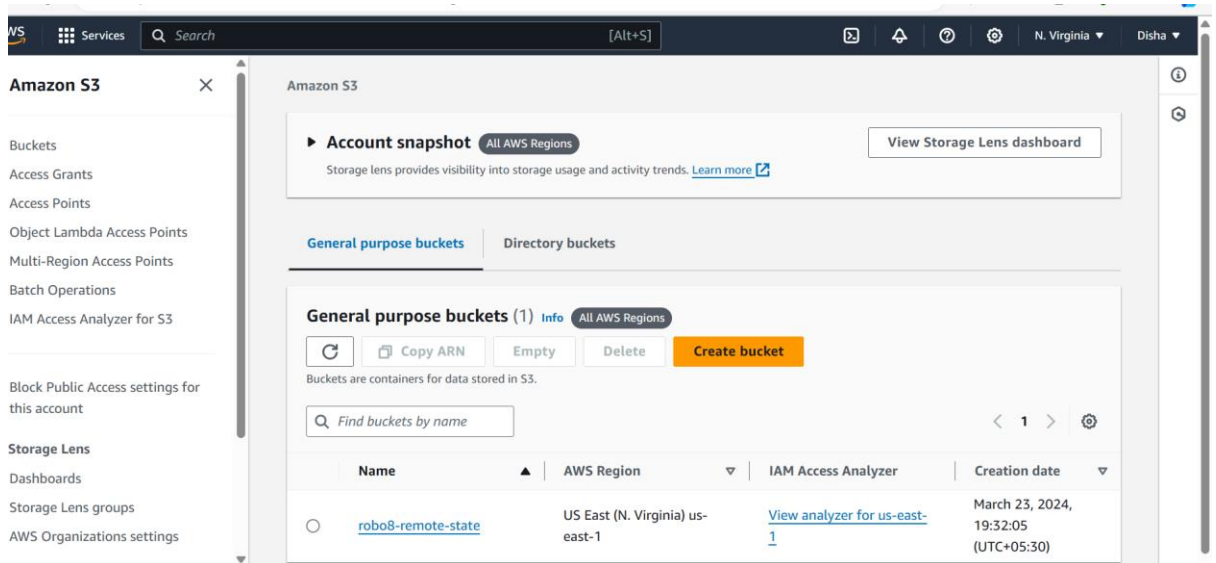 Services
Search
[Alt+S]
N. Virginia
Disha
Amazon S3
Buckets
Access Grants
Access Points
Object Lambda Access Points
Multi-Region Access Points
Batch Operations
IAM Access Analyzer for S3
Block Public Access settings for
this account
Storage Lens
Dashboards
Storage Lens groups
AWS Organizations settings
Amazon S3
Account snapshot All AWS Regions
View Storage Lens dashboard
Storage lens provides visibility into storage usage and activity trends. Learn more
General purpose buckets
Directory buckets
General purpose buckets (1) Info All AWS Regions
Copy ARN
Empty
Delete
Create bucket
Buckets are containers for data stored in S3.
Find buckets by name
1
Name
AWS Region
IAM Access Analyzer
Creation date
robo8-remote-state
US East (N. Virginia) us-
east-1
View analyzer for us-east-
1
March 23, 2024,
19:32:05
(UTC+05:30)